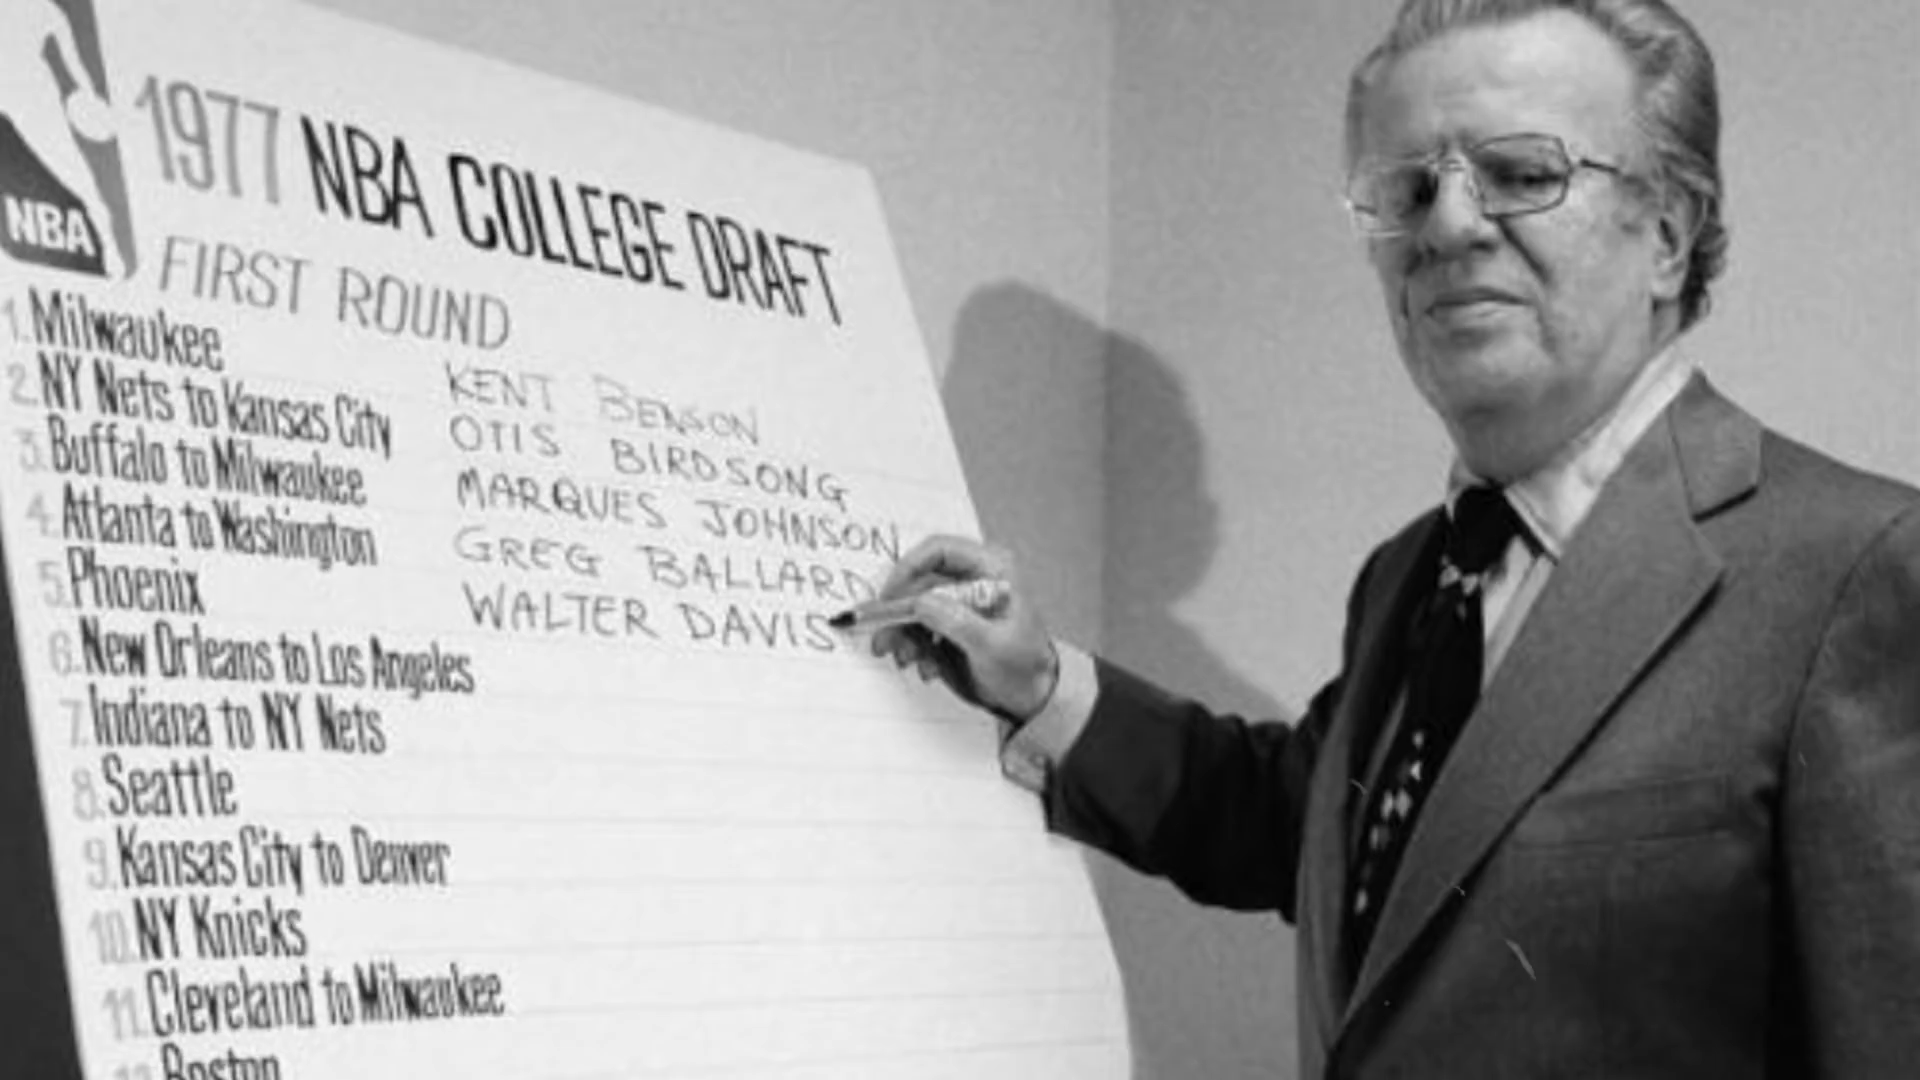 NBA
1977 NBA COLLEGE DRAFT
FIRST ROUND
1. Milwaukee KENT BENSON
2. NY Nets to Kansas City OTIS BIRDSONG
3. Buffalo to Milwaukee MARQUES JOHNSON
4. Atlanta to Washington GREG BALLARD
5. Phoenix WALTER DAVIS
6. New Orleans to Los Angeles
7. Indiana to NY Nets
8. Seattle
9. Kansas City to Denver
10. NY Knicks
11. Cleveland to Milwaukee
12. Boston